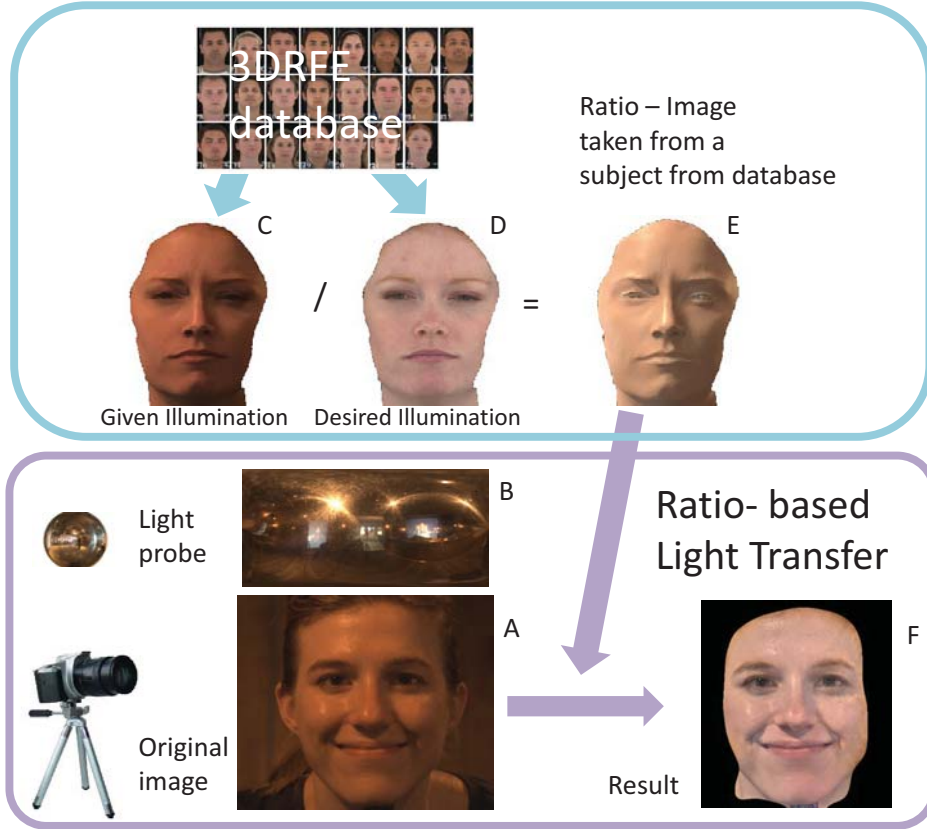 3DRFE
database
Ratio – Image
taken from a
subject from database
C
D
E
/
=
Given Illumination
Desired Illumination
Light
probe
B
Ratio- based
Light Transfer
A
F
Original
image
Result